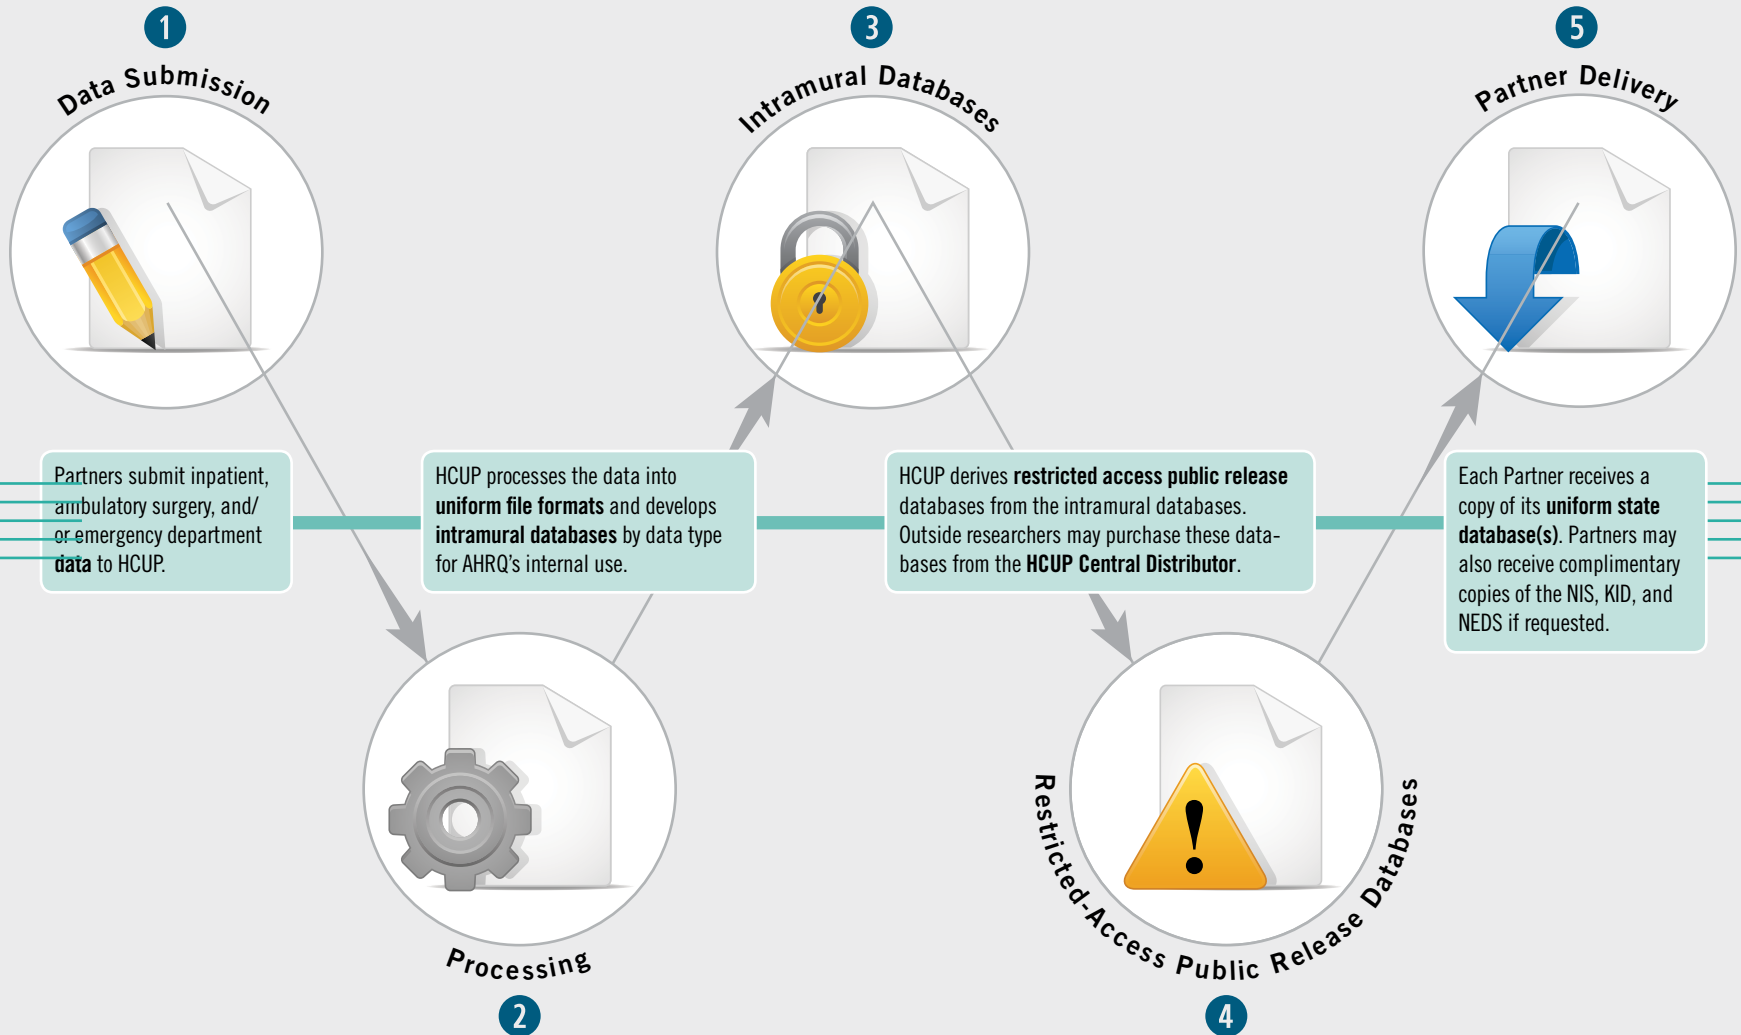 1
Data Submission
Partners submit inpatient,
ambulatory surgery, and/
or emergency department
data to HCUP.
Processing
2
HCUP processes the data into
uniform file formats and develops
intramural databases by data type
for AHRQ's internal use.
3
Intramural Databases
HCUP derives restricted access public release
databases from the intramural databases.
Outside researchers may purchase these data-
bases from the HCUP Central Distributor.
Restricted-Access Public Release Databases
4
5
Partner Delivery
Each Partner receives a
copy of its uniform state
database(s). Partners may
also receive complimentary
copies of the NIS, KID, and
NEDS if requested.